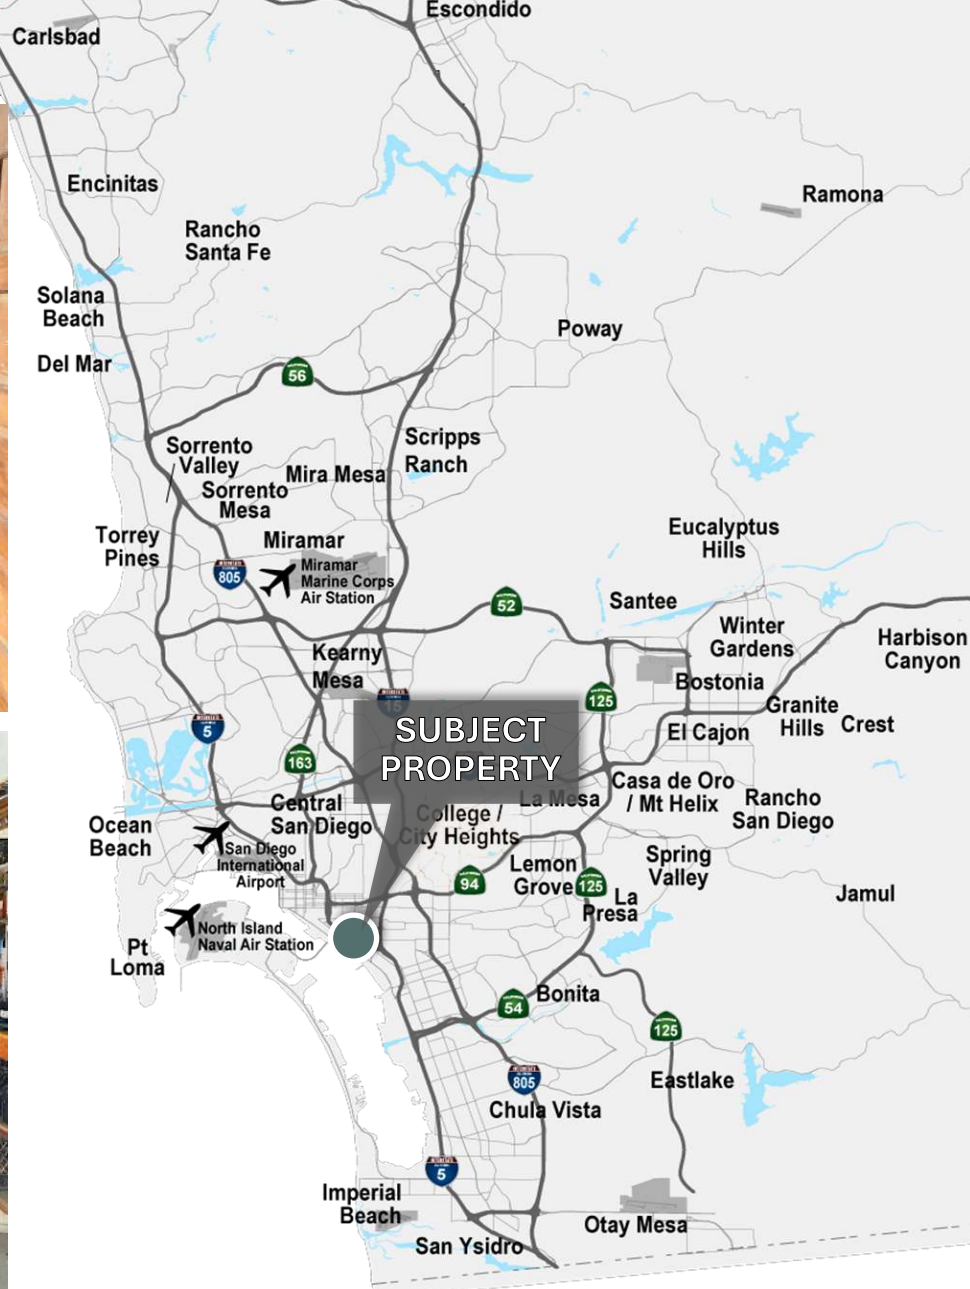 Escondido
Carlsbad
Encinitas
Ramona
Rancho
Santa Fe
Solana
Beach
Poway
Del Mar
56
Scripps
Ranch
Sorrento
Valley
Mira Mesa
Sorrento
Mesa
Eucalyptus
Hills
Torrey
Pines
Miramar
805
Miramar
Marine Corps
Air Station
52
Santee
Winter
Gardens
Harbison
Canyon
Kearny
Mesa
Bostonia
125
15
Granite
Hills
Crest
5
El Cajon
SUBJECT
PROPERTY
163
Casa de Oro
/ Mt Helix
La Mesa
Rancho
San Diego
Central
San Diego
College /
City Heights
Ocean
Beach
San Diego
International
Airport
Lemon
Grove
Spring
Valley
94
125
La
Presa
Jamul
North Island
Naval Air Station
Pt
Loma
Bonita
54
125
805
Eastlake
Chula Vista
5
Imperial
Beach
Otay Mesa
San Ysidro